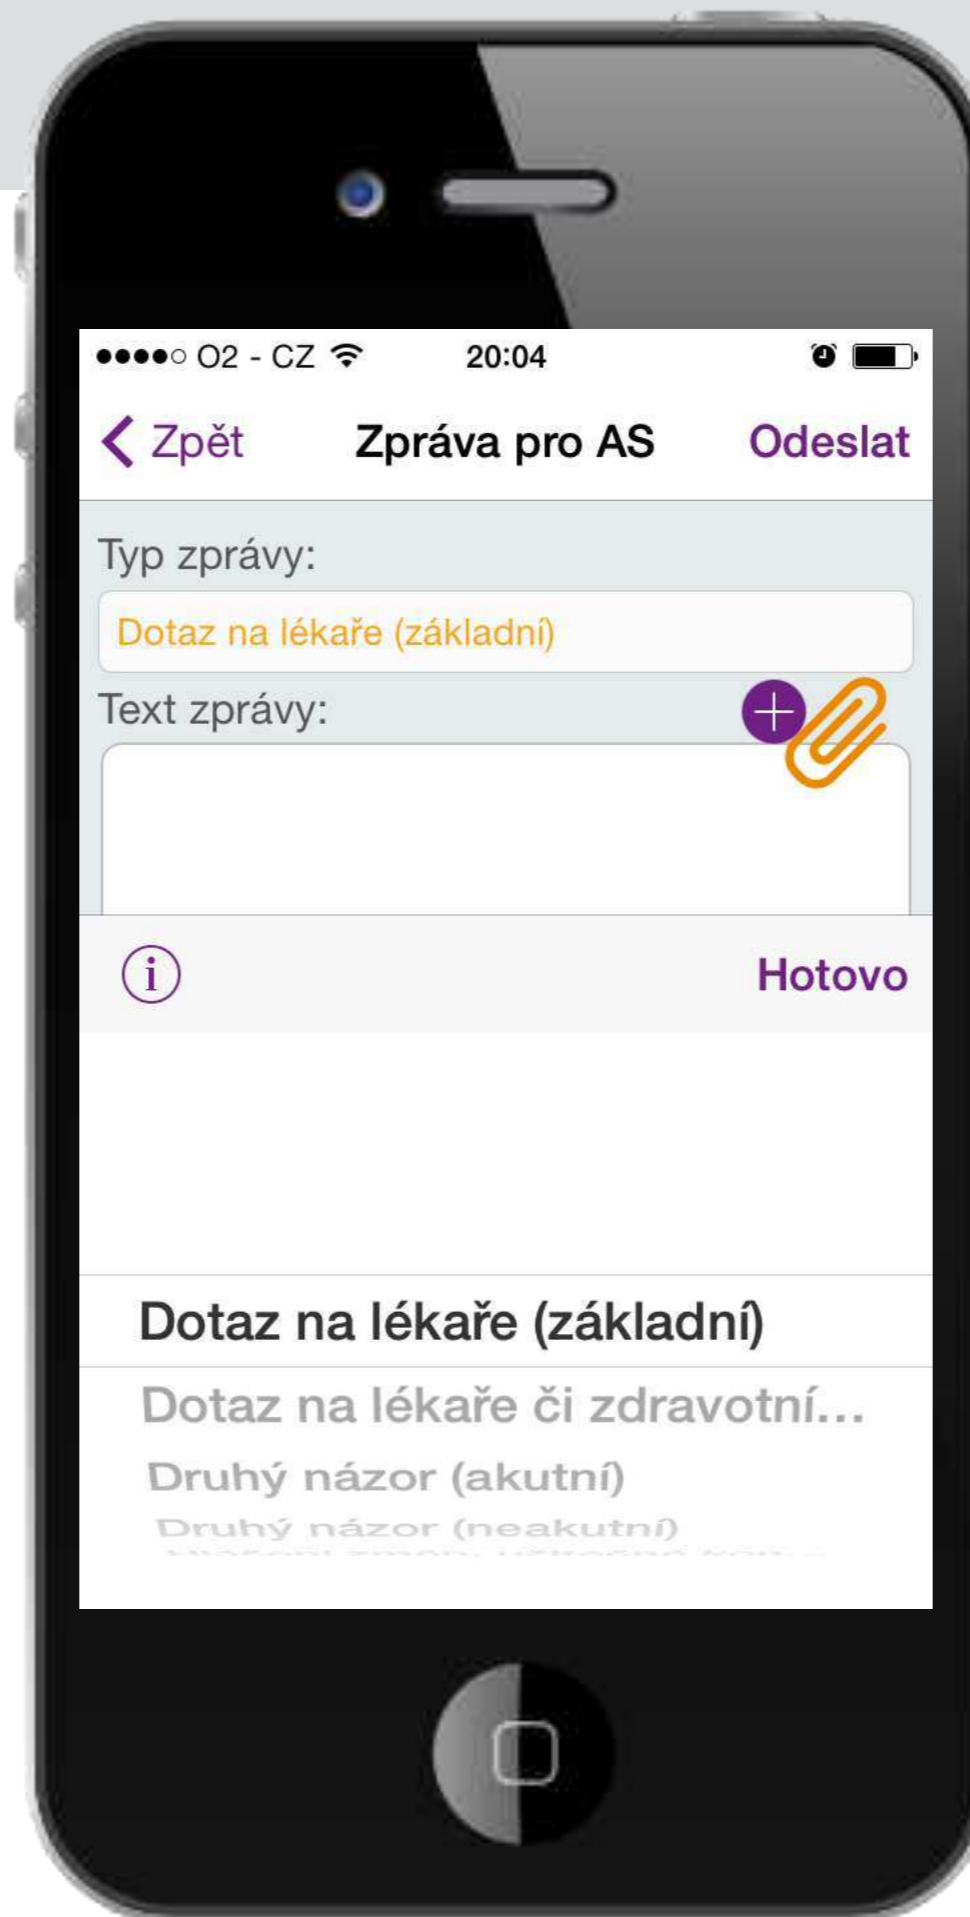 O2 - CZ 20:04
Zpět Zpráva pro AS Odeslat
Typ zprávy:
Dotaz na lékaře (základní)
Text zprávy:
i Hotovo
Dotaz na lékaře (základní)
Dotaz na lékaře či zdravotní...
Druhý názor (akutní)
Druhý názor (neakutní)